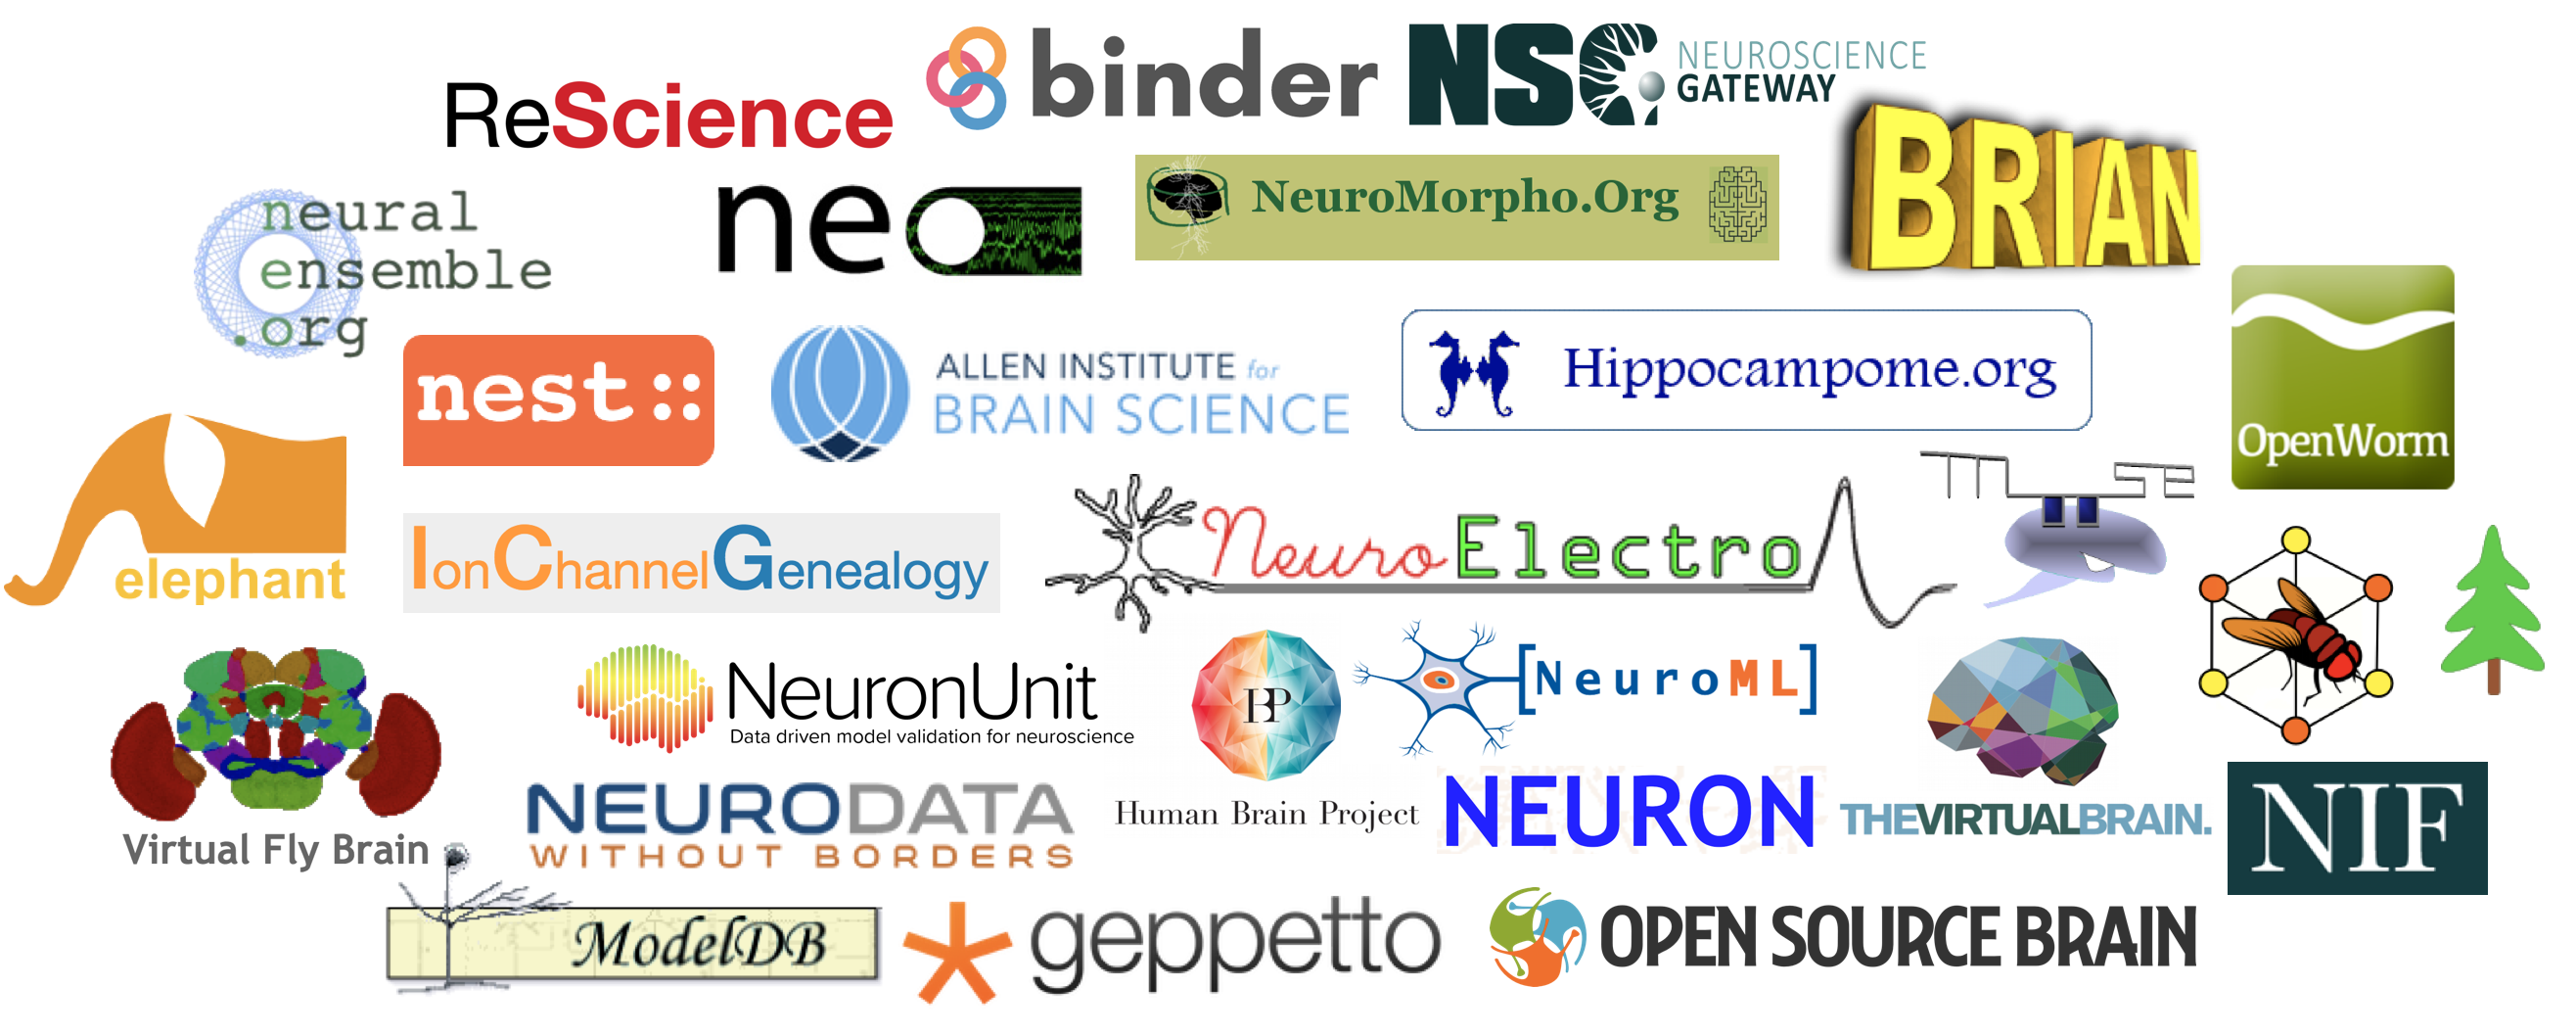 binder
NSG NEUROSCIENCE
GATEWAY
ReScience
BRIAN
NeuroMorpho.Org
neural
ensemble
.org
neo
Hippocampome.org
nest::
ALLEN INSTITUTE for
BRAIN SCIENCE
OpenWorm
elephant
IonChannelGenealogy
NeuroElectro
moose
NeuronUnit
Data driven model validation for neuroscience
HBP
Human Brain Project
[NeuroML]
Virtual Fly Brain
NEURODATA
WITHOUT BORDERS
NEURON
THEVIRTUALBRAIN.
NIF
ModelDB
geppetto
OPEN SOURCE BRAIN